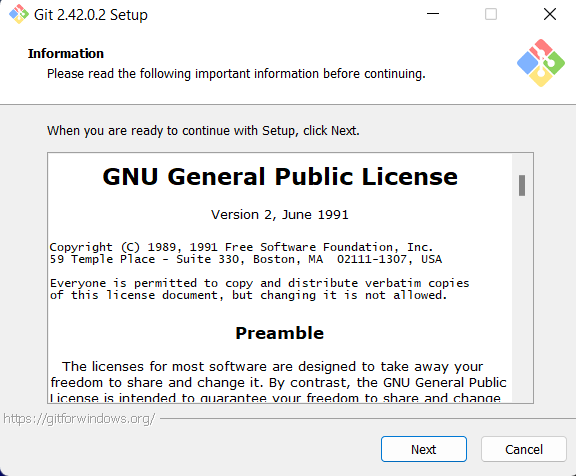 Git 2.42.0.2 Setup
Information
Please read the following important information before continuing.
When you are ready to continue with Setup, click Next.
GNU General Public License
Version 2, June 1991
Copyright (C) 1989, 1991 Free Software Foundation, Inc.
59 Temple Place - Suite 330, Boston, MA  02111-1307, USA
Everyone is permitted to copy and distribute verbatim copies
of this license document, but changing it is not allowed.
Preamble
The licenses for most software are designed to take away your
freedom to share and change it. By contrast, the GNU General Public
License is intended to guarantee your freedom to share and change
https://gitforwindows.org/
Next
Cancel